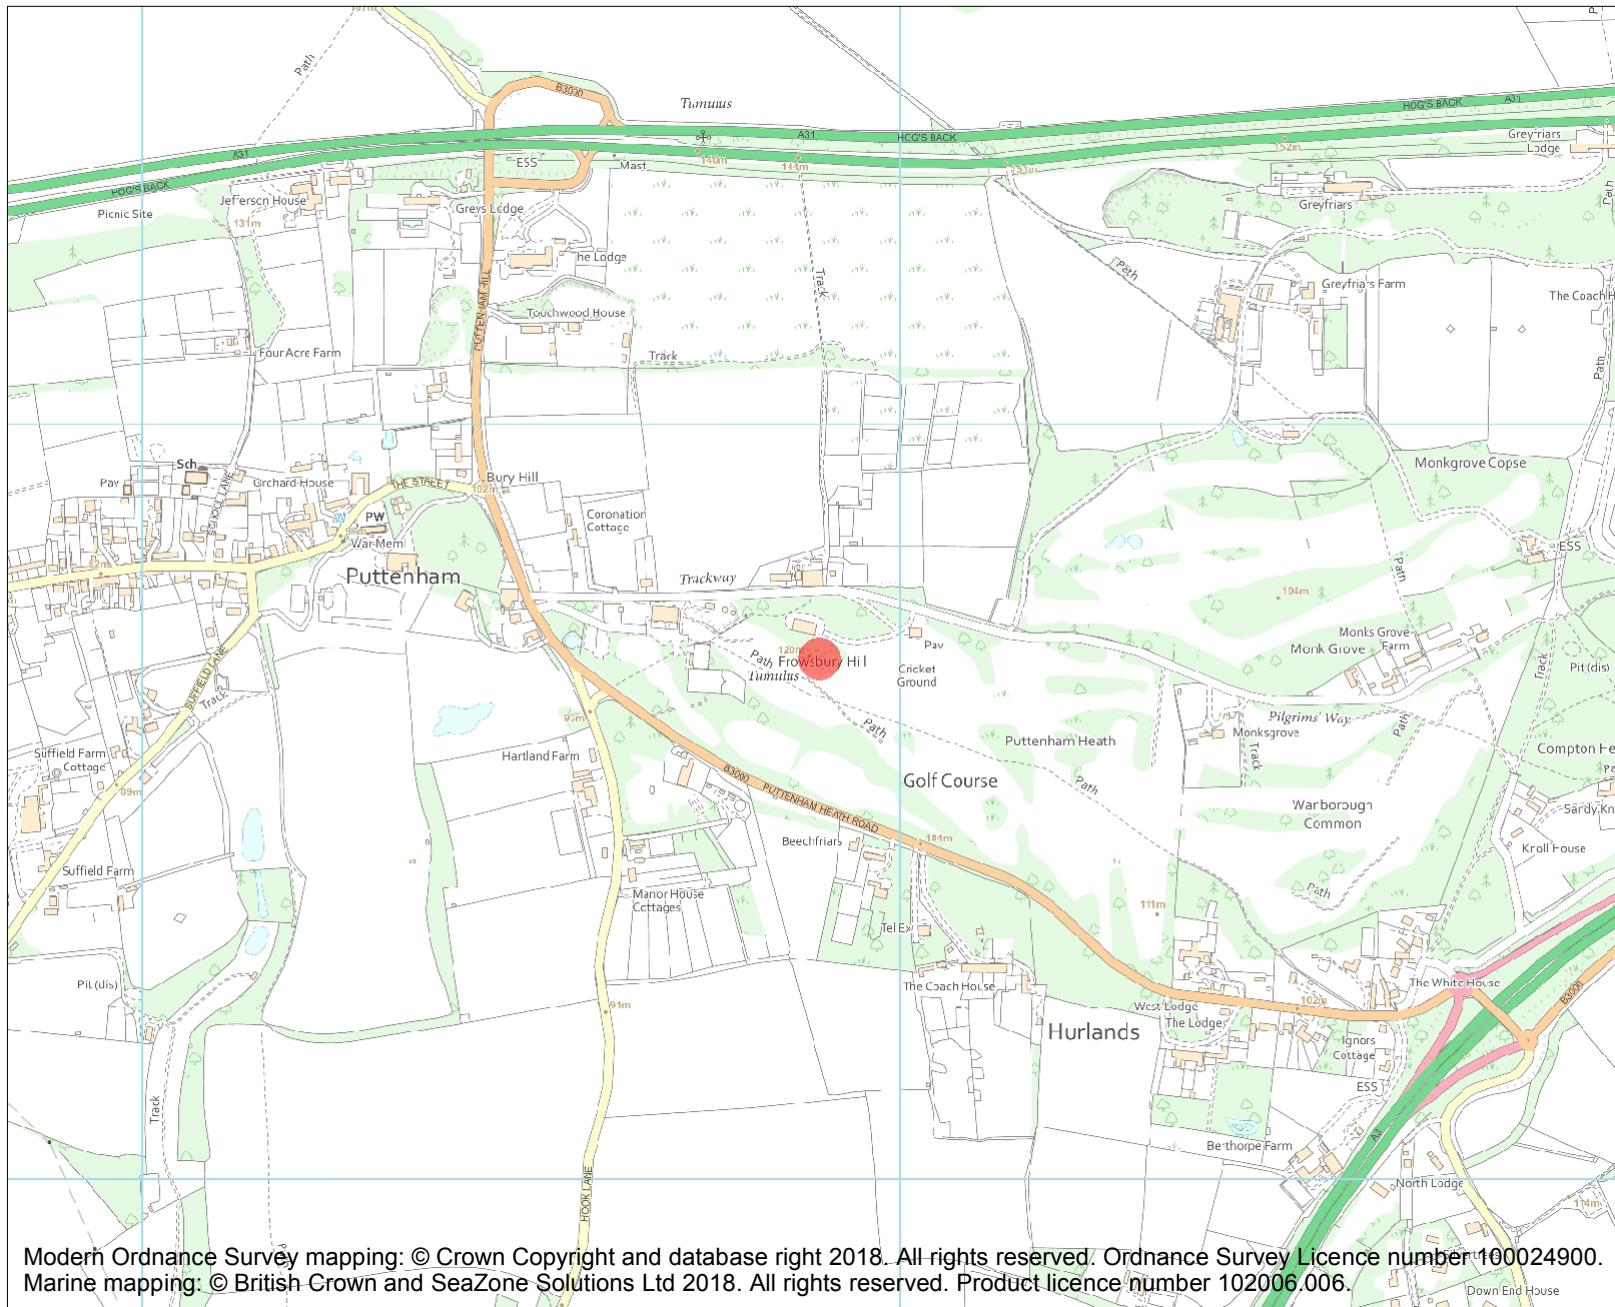 107m
Path
B3000
Tumulus
HOG'S BACK
A31
A31
HOG'S BACK
A31
Greyfriars
Lodge
ESS
Mast
140m
144m
151m
152m
HOG'S BACK
Picnic Site
Jefferson House
131m
Greys Lodge
Greyfriars
Path
The Lodge
Path
Track
Greyfriars Farm
The Coach H
PUTTENHAM HILL
Touchwood House
Four Acre Farm
Track
Path
Sch
Pav
SCHOOL LANE
Orchard House
THE STREET
Bury Hill
102m
Monkgrove Copse
PW
War Mem
Coronation
Cottage
ESS
Puttenham
Trackway
Path
104m
120m
Frowsbury Hill
Path
Tumulus
Pav
Cricket
Ground
Monks Grove
Farm
Monk Grove
Track
Pit (dis)
SUFFIELD LANE
Track
Path
93m
Pilgrims' Way
Monksgrove
Path
Puttenham Heath
Track
Suffield Farm
Cottage
Hartland Farm
Compton He
B3000
PUTTENHAM HEATH ROAD
Golf Course
Path
Warborough
Common
Sandy Kn
Beechfriars
104m
Kroll House
Suffield Farm
Manor House
Cottages
Path
111m
Tel Ex
Pit (dis)
The Coach House
The White House
B3000
91m
West Lodge
The Lodge
102m
Hurlands
Ignors
Cottage
ESS
Track
A3
HOOK LANE
North Lodge
114m
Path
Modern Ordnance Survey mapping: © Crown Copyright and database right 2018. All rights reserved. Ordnance Survey Licence number 100024900.
Marine mapping: © British Crown and SeaZone Solutions Ltd 2018. All rights reserved. Product licence number 102006.006.
Down End House